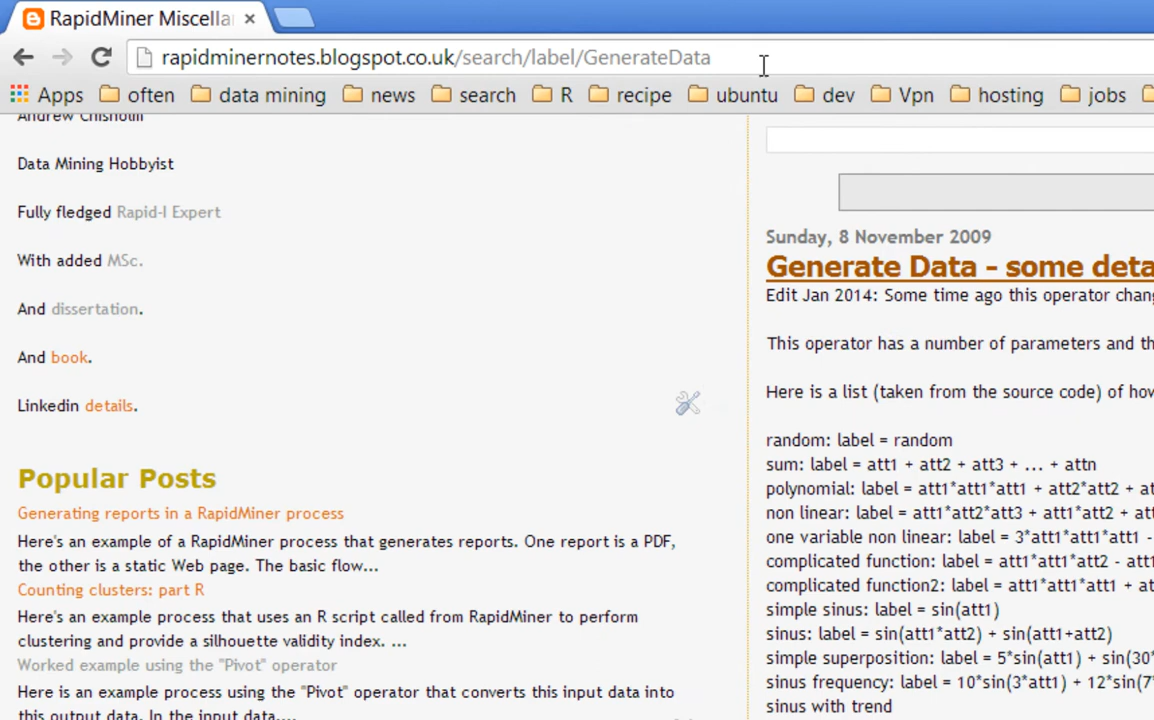 RapidMiner Miscella
rapidminernotes.blogspot.co.uk/search/label/GenerateData
Apps often data mining news search R recipe ubuntu dev Vpn hosting jobs
Andrew Chisholm
Data Mining Hobbyist
Fully fledged Rapid-I Expert
With added MSc.
And dissertation.
And book.
Linkedin details.
Popular Posts
Generating reports in a RapidMiner process
Here's an example of a RapidMiner process that generates reports. One report is a PDF,
the other is a static Web page. The basic flow...
Counting clusters: part R
Here's an example process that uses an R script called from RapidMiner to perform
clustering and provide a silhouette validity index. ...
Worked example using the "Pivot" operator
Here is an example process using the "Pivot" operator that converts this input data into
this output data. In the input data....
Sunday, 8 November 2009
Generate Data - some deta
Edit Jan 2014: Some time ago this operator chan
This operator has a number of parameters and th
Here is a list (taken from the source code) of how
random: label = random
sum: label = att1 + att2 + att3 + ... + attn
polynomial: label = att1*att1*att1 + att2*att2 + at
non linear: label = att1*att2*att3 + att1*att2 + att
one variable non linear: label = 3*att1*att1*att1 -
complicated function: label = att1*att1*att2 - att1
complicated function2: label = att1*att1*att1 + at
simple sinus: label = sin(att1)
sinus: label = sin(att1*att2) + sin(att1+att2)
simple superposition: label = 5*sin(att1) + sin(30*
sinus frequency: label = 10*sin(3*att1) + 12*sin(7*
sinus with trend